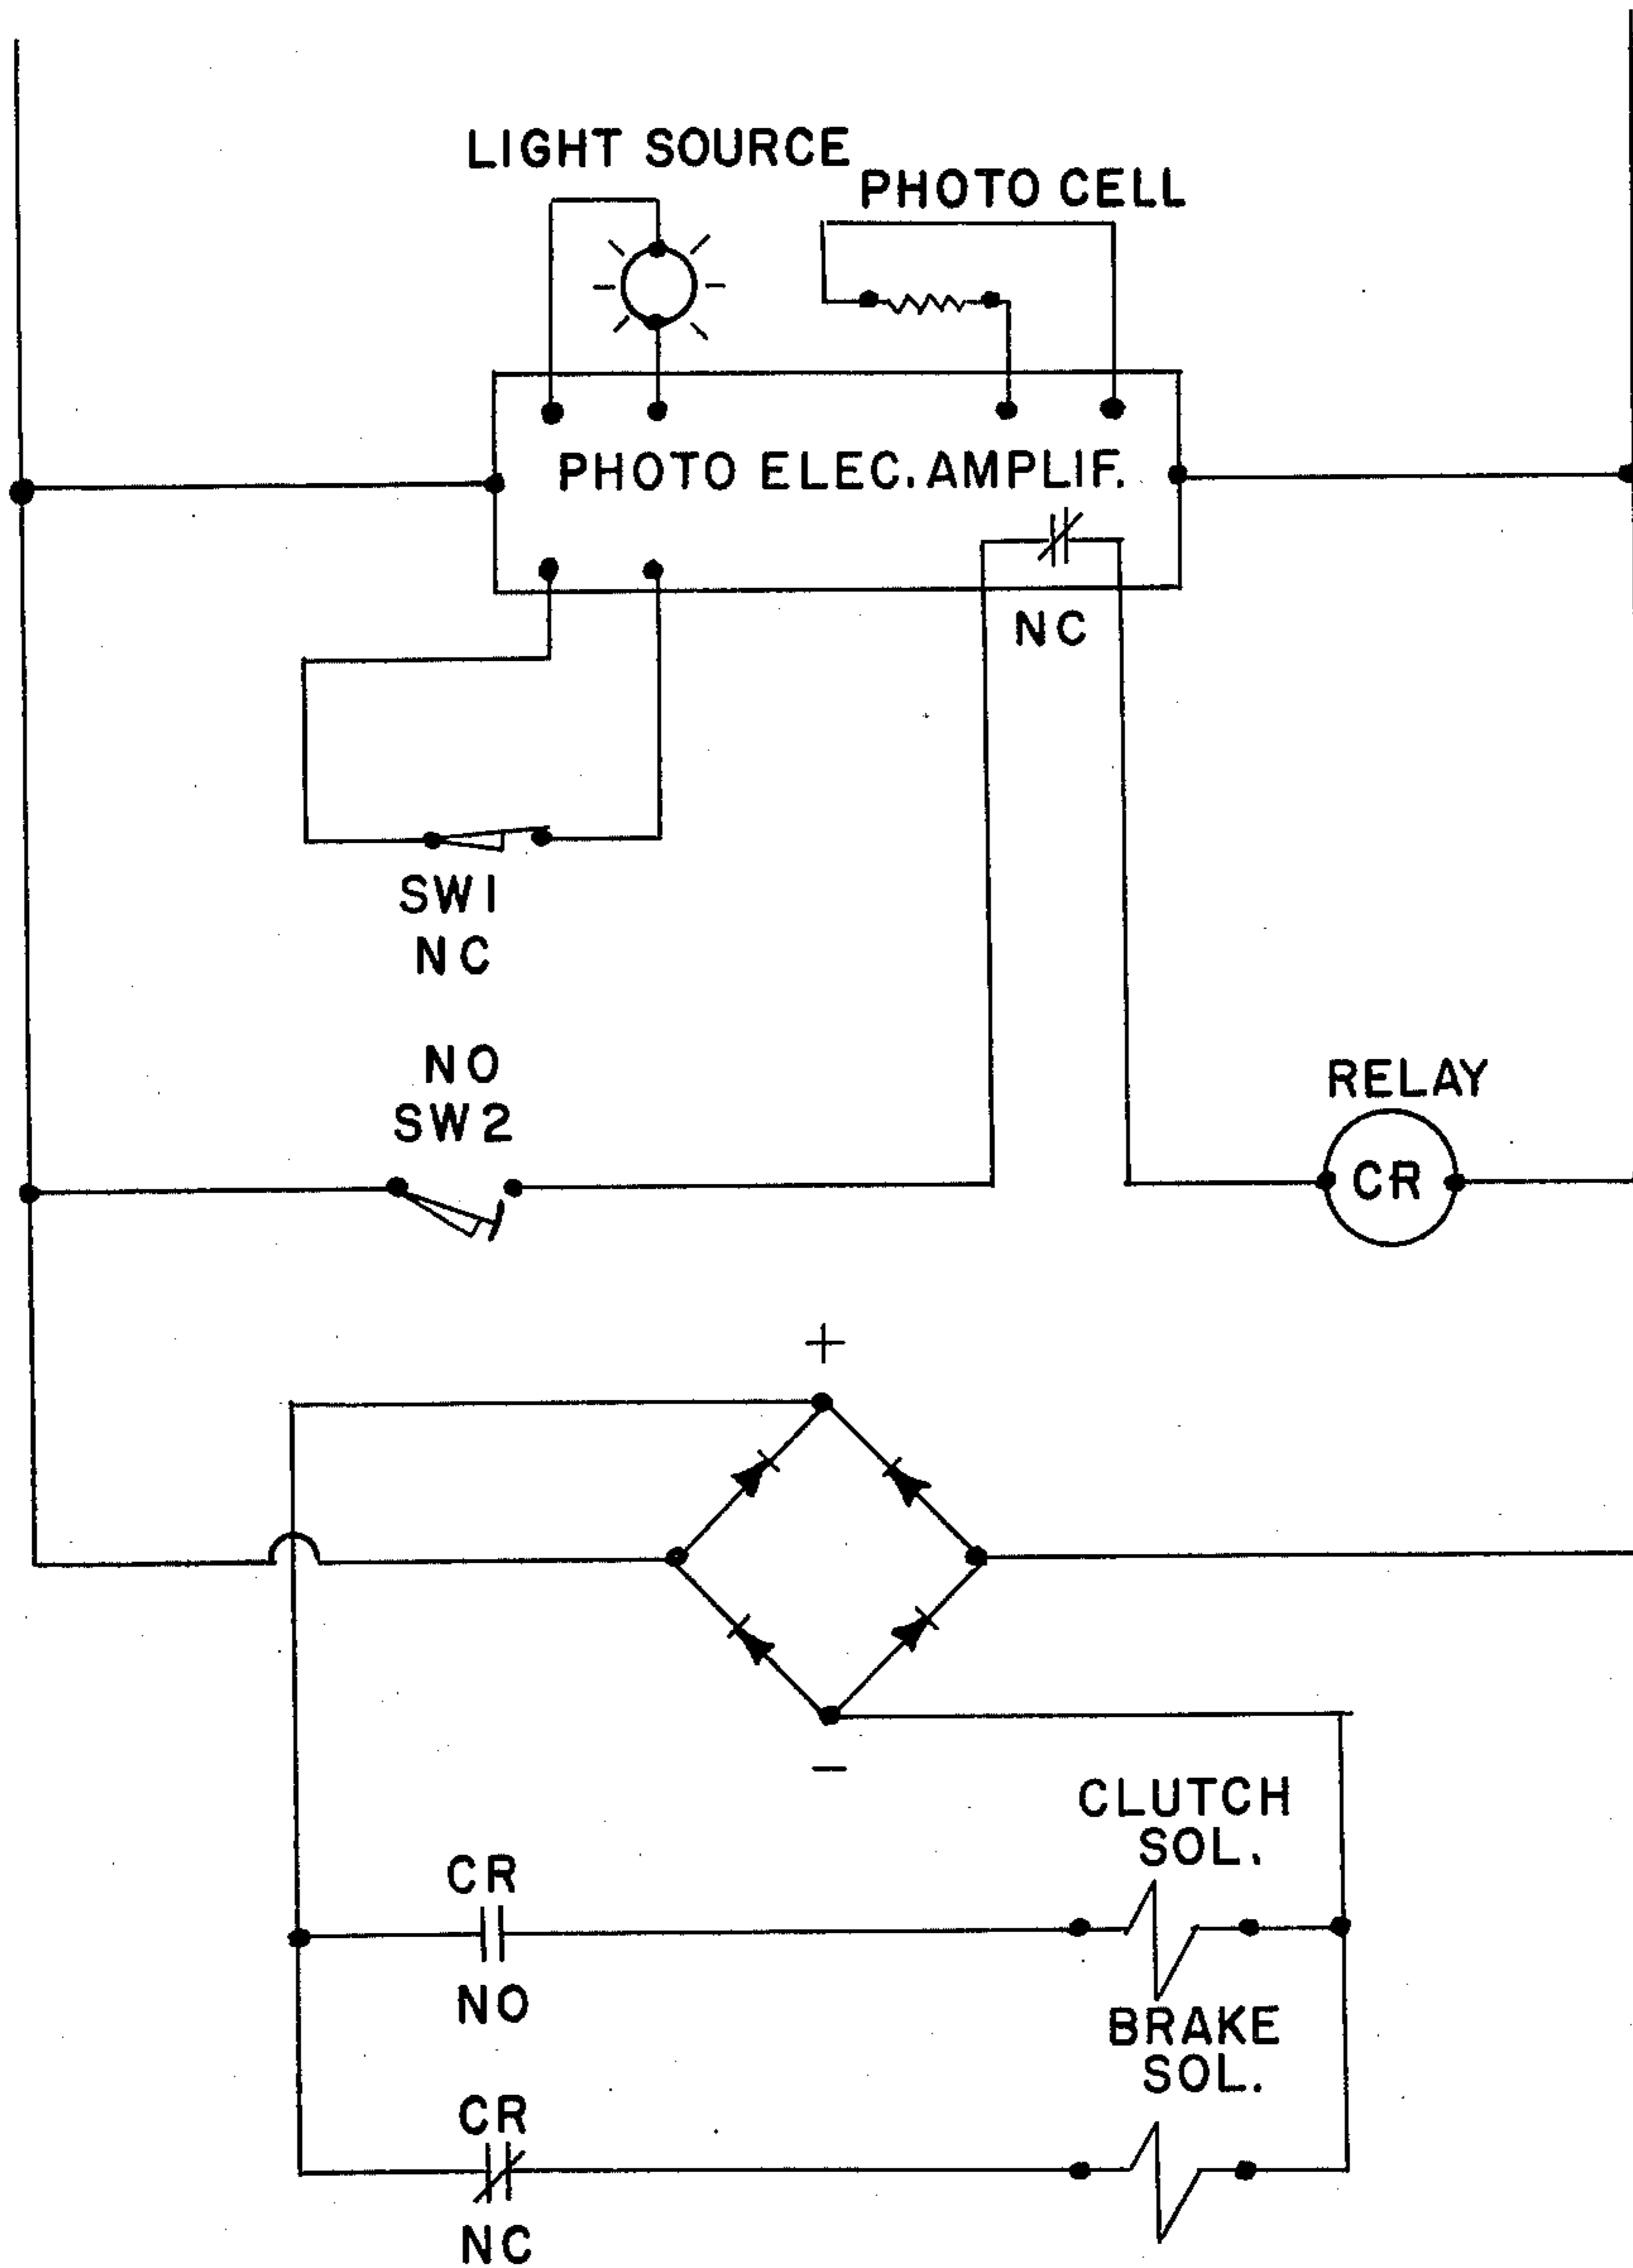 LIGHT SOURCE
PHOTO CELL
PHOTO ELEC. AMPLIF.
NC
SW1
NC
NO
SW2
RELAY
CR
+
−
CLUTCH
SOL.
CR
NO
BRAKE
SOL.
CR
NC